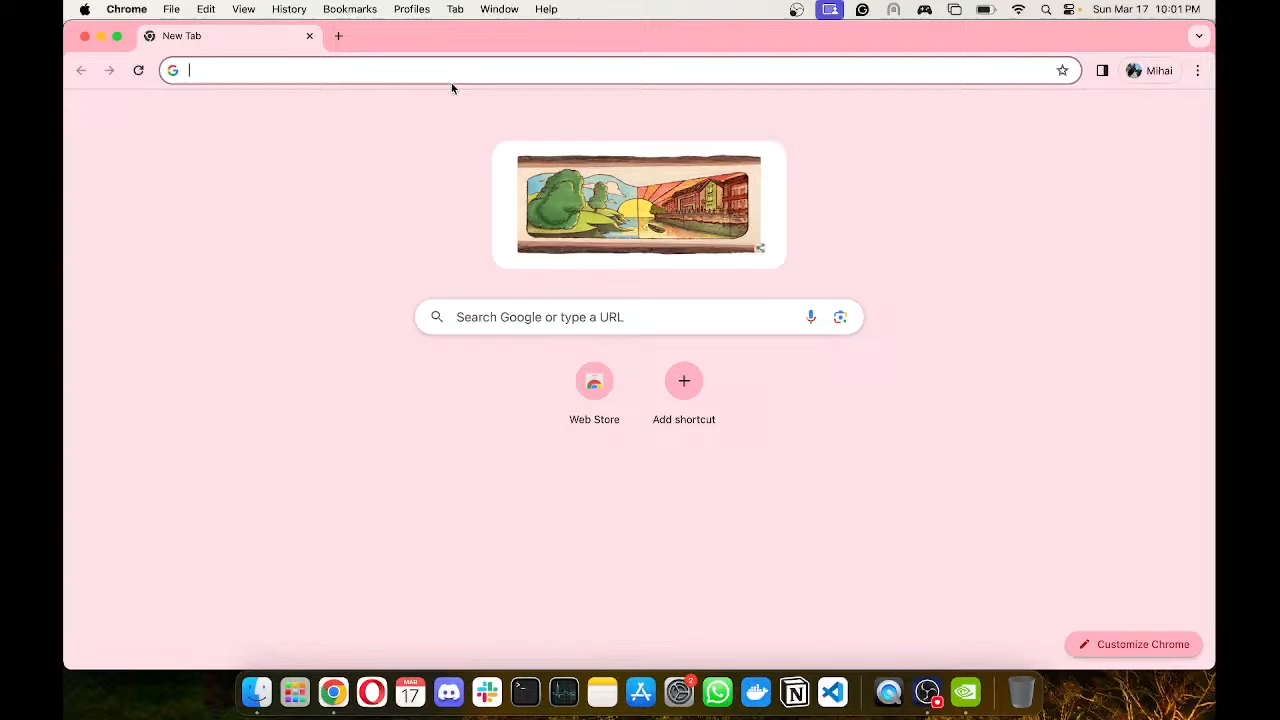 Chrome File Edit View History Bookmarks Profiles Tab Window Help Sun Mar 17 10:01 PM
New Tab
Mihai
Search Google or type a URL
Web Store Add shortcut
Customize Chrome
MAR
17
2